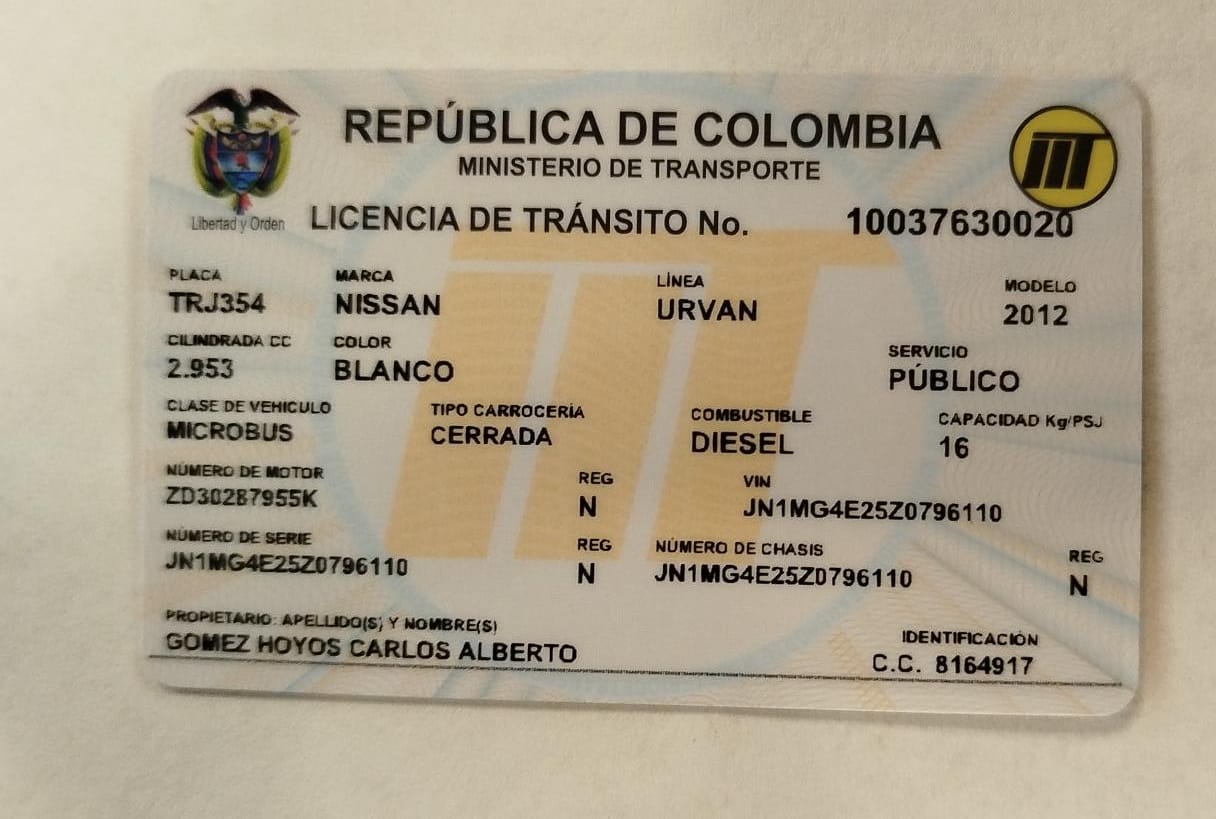 REPÚBLICA DE COLOMBIA
MINISTERIO DE TRANSPORTE
Libertad y Orden
LICENCIA DE TRÁNSITO No. 10037630020
PLACA MARCA LÍNEA MODELO
TRJ354 NISSAN URVAN 2012
CILINDRADA CC COLOR SERVICIO
2.953 BLANCO PÚBLICO
CLASE DE VEHICULO TIPO CARROCERÍA COMBUSTIBLE CAPACIDAD Kg/PSJ
MICROBUS CERRADA DIESEL 16
NÚMERO DE MOTOR REG VIN
ZD30287955K N JN1MG4E25Z0796110
NÚMERO DE SERIE REG NÚMERO DE CHASIS REG
JN1MG4E25Z0796110 N JN1MG4E25Z0796110 N
PROPIETARIO: APELLIDO(S) Y NOMBRE(S) IDENTIFICACIÓN
GOMEZ HOYOS CARLOS ALBERTO C.C. 8164917